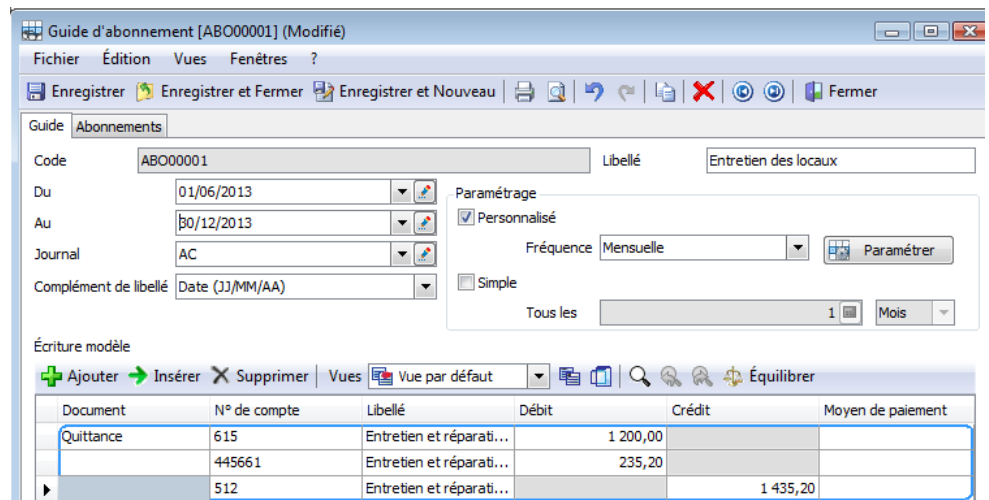 Guide d'abonnement [ABO00001] (Modifié)
Fichier Édition Vues Fenêtres ?
Enregistrer Enregistrer et Fermer Enregistrer et Nouveau Fermer
Guide Abonnements
Code ABO00001 Libellé Entretien des locaux
Du 01/06/2013 Paramétrage
Au 30/12/2013 Personnalisé
Journal AC Fréquence Mensuelle Paramétrer
Complément de libellé Date (JJ/MM/AA) Simple
Tous les 1 Mois
Écriture modèle
Ajouter Insérer Supprimer Vues Vue par défaut Équilibrer
Document N° de compte Libellé Débit Crédit Moyen de paiement
Quittance 615 Entretien et réparati... 1 200,00
445661 Entretien et réparati... 235,20
512 Entretien et réparati... 1 435,20